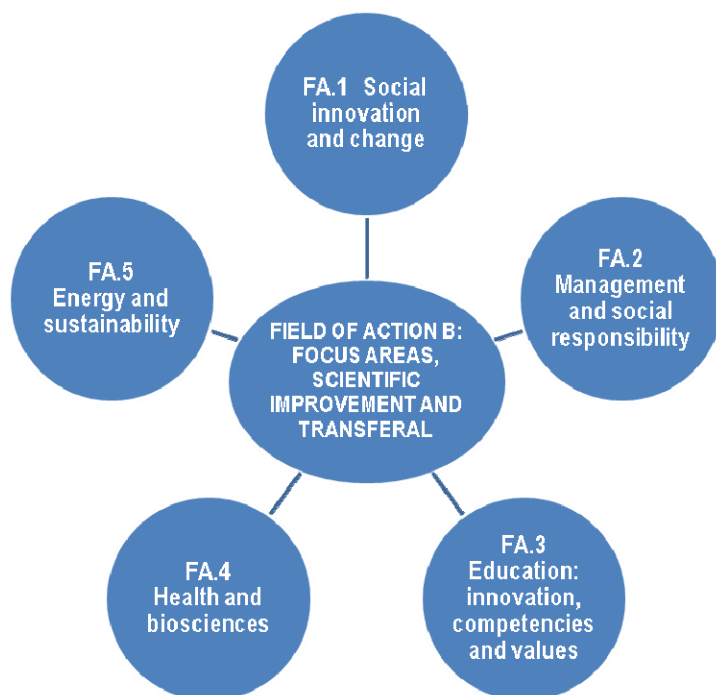 FA.1 Social
innovation
and change
FA.2
Management
and social
responsibility
FA.3
Education:
innovation,
competencies
and values
FA.4
Health and
biosciences
FA.5
Energy and
sustainability
FIELD OF ACTION B:
FOCUS AREAS,
SCIENTIFIC
IMPROVEMENT AND
TRANSFERAL